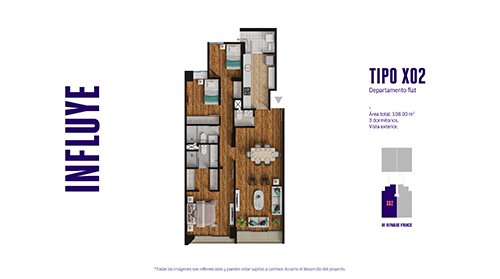 INFLUYE
TIPO X02
Departamento flat
Área total: 108.00 m²
3 dormitorios.
Vista exterior.
X02
*Todas las imágenes son referenciales y pueden estar sujetas a cambios durante el desarrollo del proyecto.